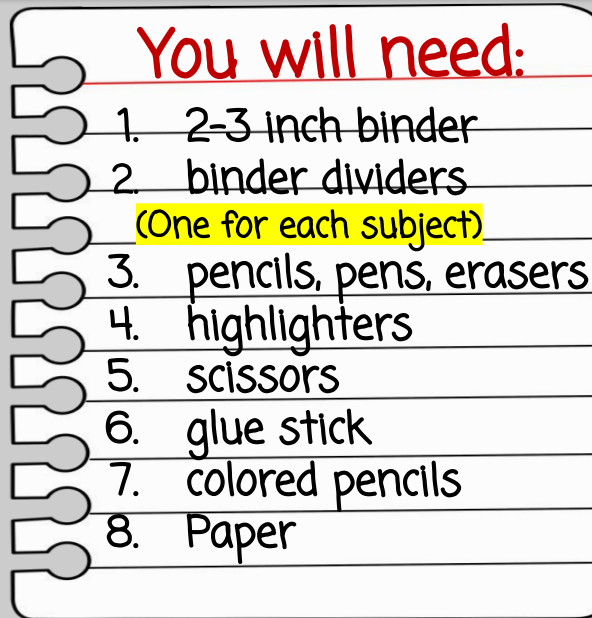 You will need:
1. 2-3 inch binder
2. binder dividers
(One for each subject)
3. pencils, pens, erasers
4. highlighters
5. scissors
6. glue stick
7. colored pencils
8. Paper